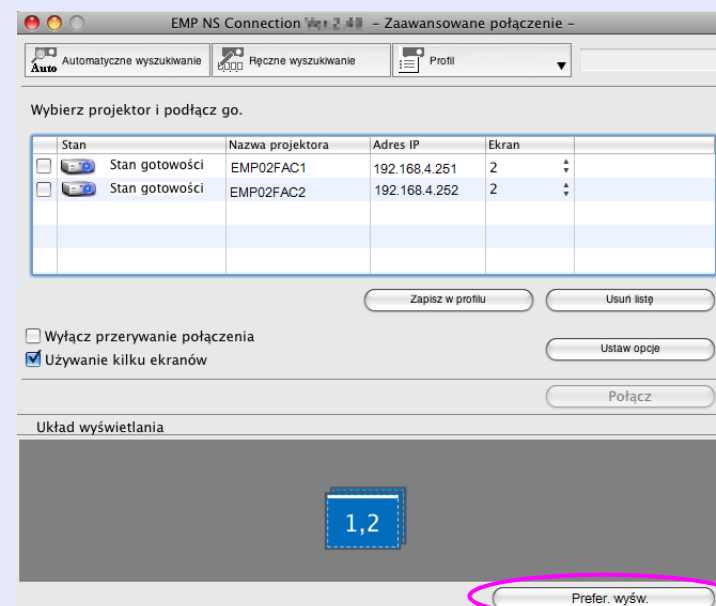 EMP NS Connection – Zaawansowane połączenie –
Auto Automatyczne wyszukiwanie Ręczne wyszukiwanie Profil
Wybierz projektor i podłącz go.
Stan Nazwa projektora Adres IP Ekran
Stan gotowości EMP02FAC1 192.168.4.251 2
Stan gotowości EMP02FAC2 192.168.4.252 2
Zapisz w profilu Usuń listę
Wyłącz przerywanie połączenia
Ustaw opcje
Używanie kilku ekranów
Połącz
Układ wyświetlania
1,2
Prefer. wyśw.